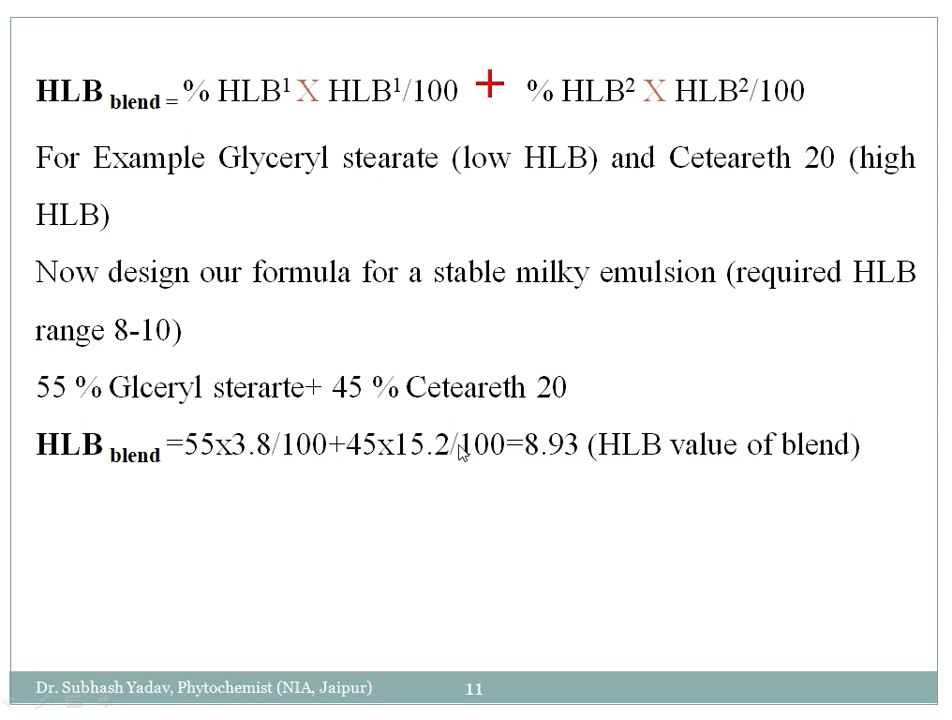 HLB blend = % HLB¹ X HLB¹/100 + % HLB² X HLB²/100
For Example Glyceryl stearate (low HLB) and Ceteareth 20 (high
HLB)
Now design our formula for a stable milky emulsion (required HLB
range 8-10)
55 % Glceryl sterarte+ 45 % Ceteareth 20
HLB blend =55x3.8/100+45x15.2/100=8.93 (HLB value of blend)
Dr. Subhash Yadav, Phytochemist (NIA, Jaipur) 11